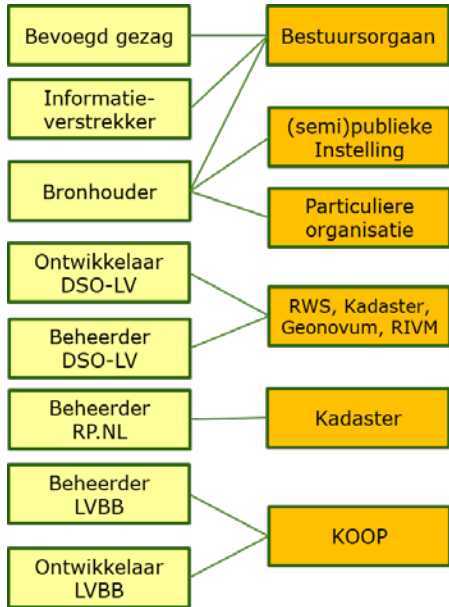 Bevoegd gezag
Bestuursorgaan
Informatie-
verstrekker
(semi)publieke
Instelling
Bronhouder
Particuliere
organisatie
Ontwikkelaar
DSO-LV
RWS, Kadaster,
Geonovum, RIVM
Beheerder
DSO-LV
Beheerder
RP.NL
Kadaster
Beheerder
LVBB
KOOP
Ontwikkelaar
LVBB